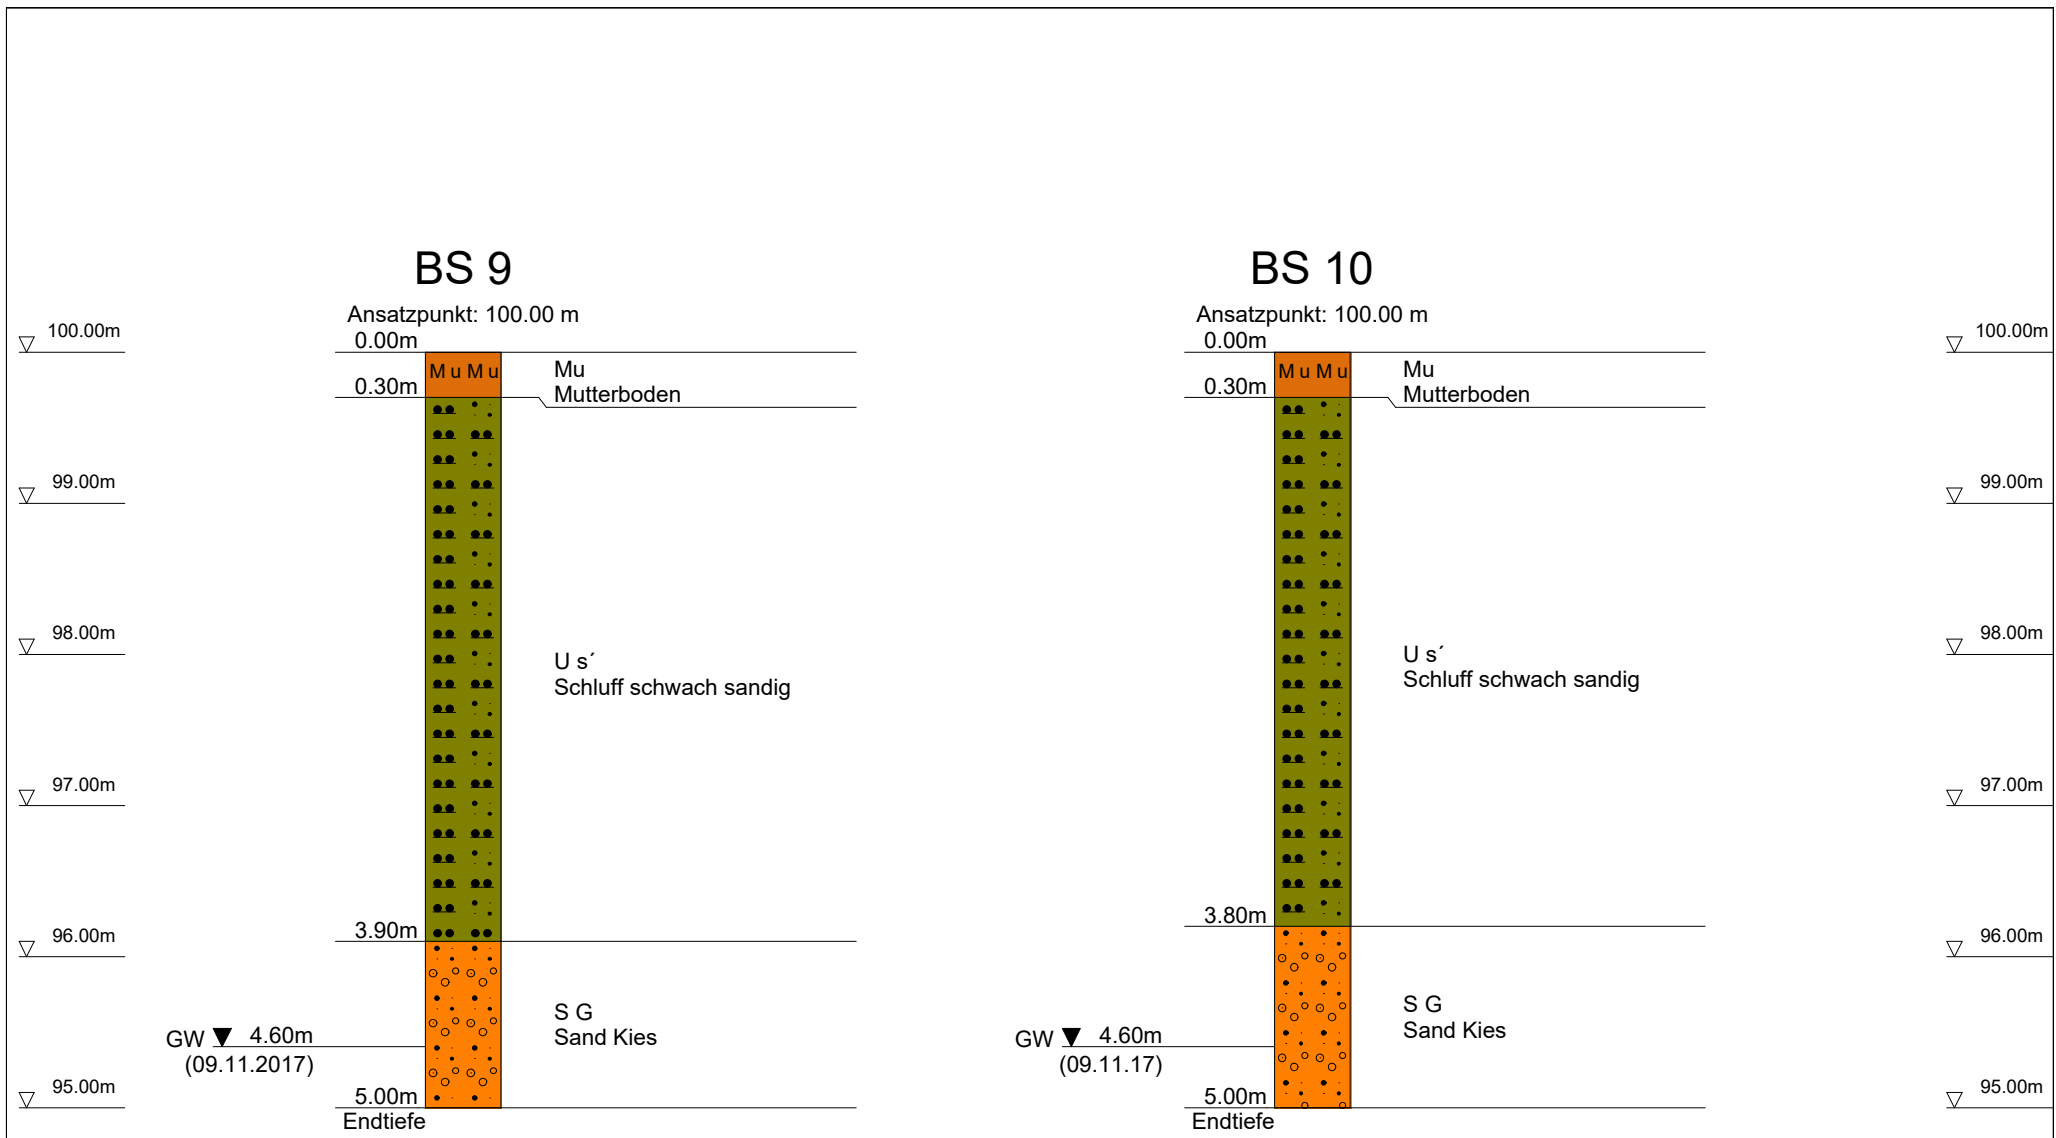 BS 9
Ansatzpunkt: 100.00 m
100.00m
99.00m
98.00m
97.00m
96.00m
95.00m
0.00m
0.30m
3.90m
5.00m
Endtiefe
M u M u
Mu
Mutterboden
U s´
Schluff schwach sandig
S G
Sand Kies
GW 4.60m
(09.11.2017)
BS 10
Ansatzpunkt: 100.00 m
0.00m
0.30m
3.80m
5.00m
Endtiefe
M u M u
Mu
Mutterboden
U s´
Schluff schwach sandig
S G
Sand Kies
GW 4.60m
(09.11.17)
100.00m
99.00m
98.00m
97.00m
96.00m
95.00m